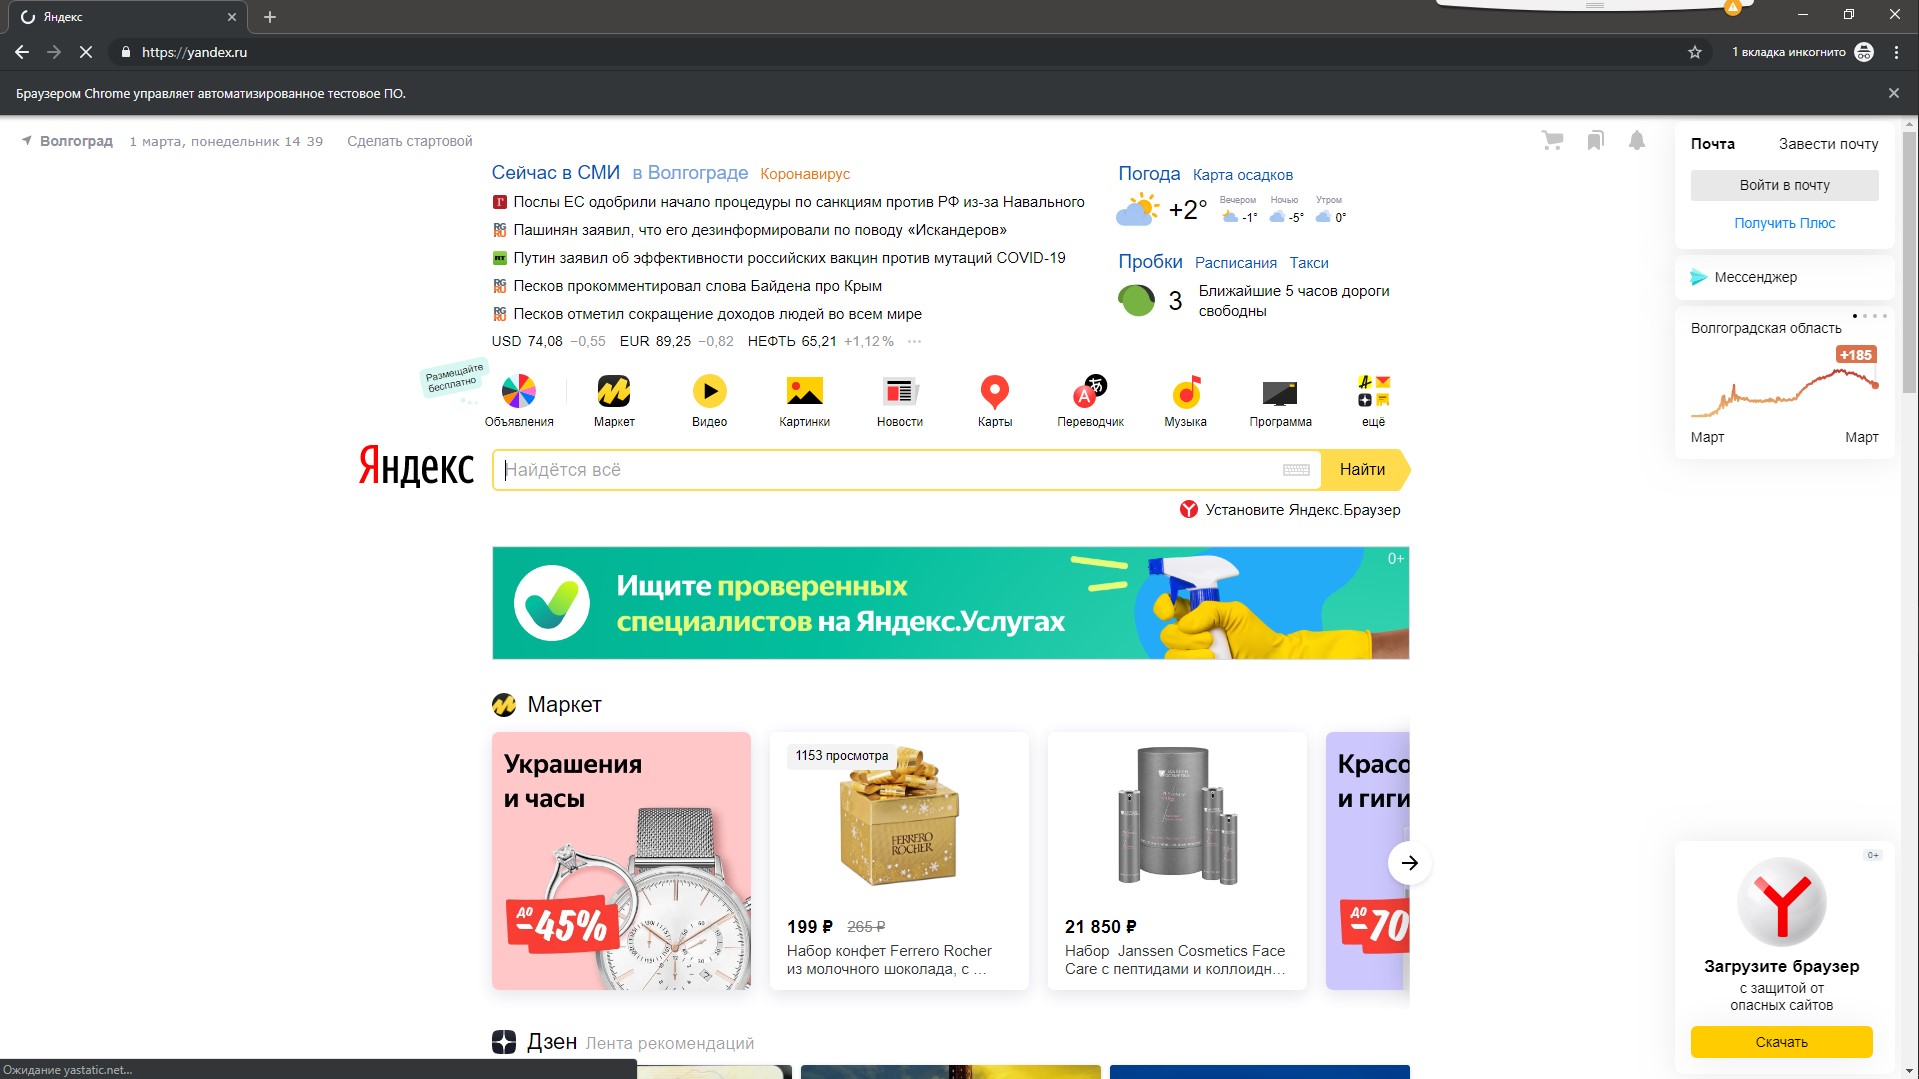 Яндекс
https://yandex.ru
1 вкладка инкогнито
Браузером Chrome управляет автоматизированное тестовое ПО.
Волгоград 1 марта, понедельник 14 39 Сделать стартовой
Сейчас в СМИ в Волгограде Коронавирус
Послы ЕС одобрили начало процедуры по санкциям против РФ из-за Навального
Пашинян заявил, что его дезинформировали по поводу «Искандеров»
Путин заявил об эффективности российских вакцин против мутаций COVID-19
Песков прокомментировал слова Байдена про Крым
Песков отметил сокращение доходов людей во всем мире
USD 74,08 −0,55 EUR 89,25 −0,82 НЕФТЬ 65,21 +1,12% ···
Погода Карта осадков
+2° Вечером -1° Ночью -5° Утром 0°
Пробки Расписания Такси
3 Ближайшие 5 часов дороги
свободны
Почта Завести почту
Войти в почту
Получить Плюс
Мессенджер
Волгоградская область
+185
Март Март
Размещайте
бесплатно
Объявления Маркет Видео Картинки Новости Карты Переводчик Музыка Программа ещё
Яндекс Найдётся всё Найти
Установите Яндекс.Браузер
Ищите проверенных
специалистов на Яндекс.Услугах
0+
Маркет
Украшения
и часы
ДО
-45%
1153 просмотра
FERRERO
ROCHER
199 ₽ 265 ₽
Набор конфет Ferrero Rocher
из молочного шоколада, с ...
21 850 ₽
Набор Janssen Cosmetics Face
Care с пептидами и коллоидн...
Красо
и гиги
ДО
-70
0+
Загрузите браузер
с защитой от
опасных сайтов
Скачать
Дзен Лента рекомендаций
Ожидание yastatic.net...